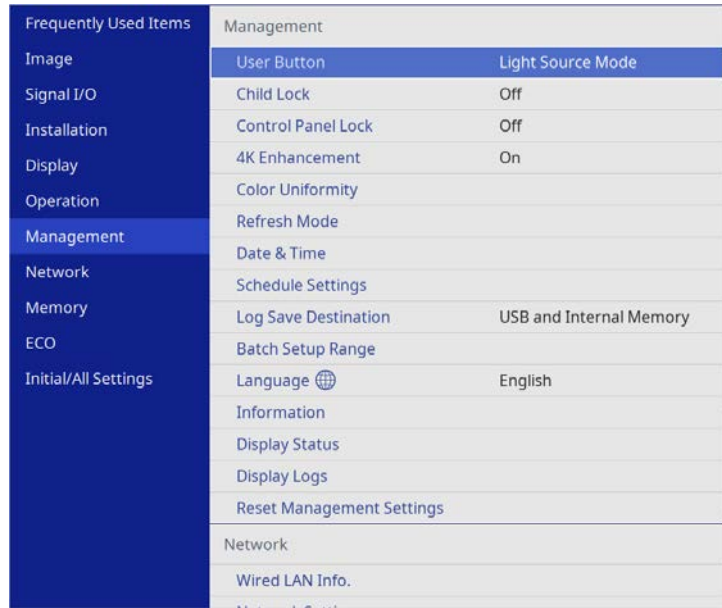 Frequently Used Items
Image
Signal I/O
Installation
Display
Operation
Management
Network
Memory
ECO
Initial/All Settings
Management
User Button Light Source Mode
Child Lock Off
Control Panel Lock Off
4K Enhancement On
Color Uniformity
Refresh Mode
Date & Time
Schedule Settings
Log Save Destination USB and Internal Memory
Batch Setup Range
Language English
Information
Display Status
Display Logs
Reset Management Settings
Network
Wired LAN Info.